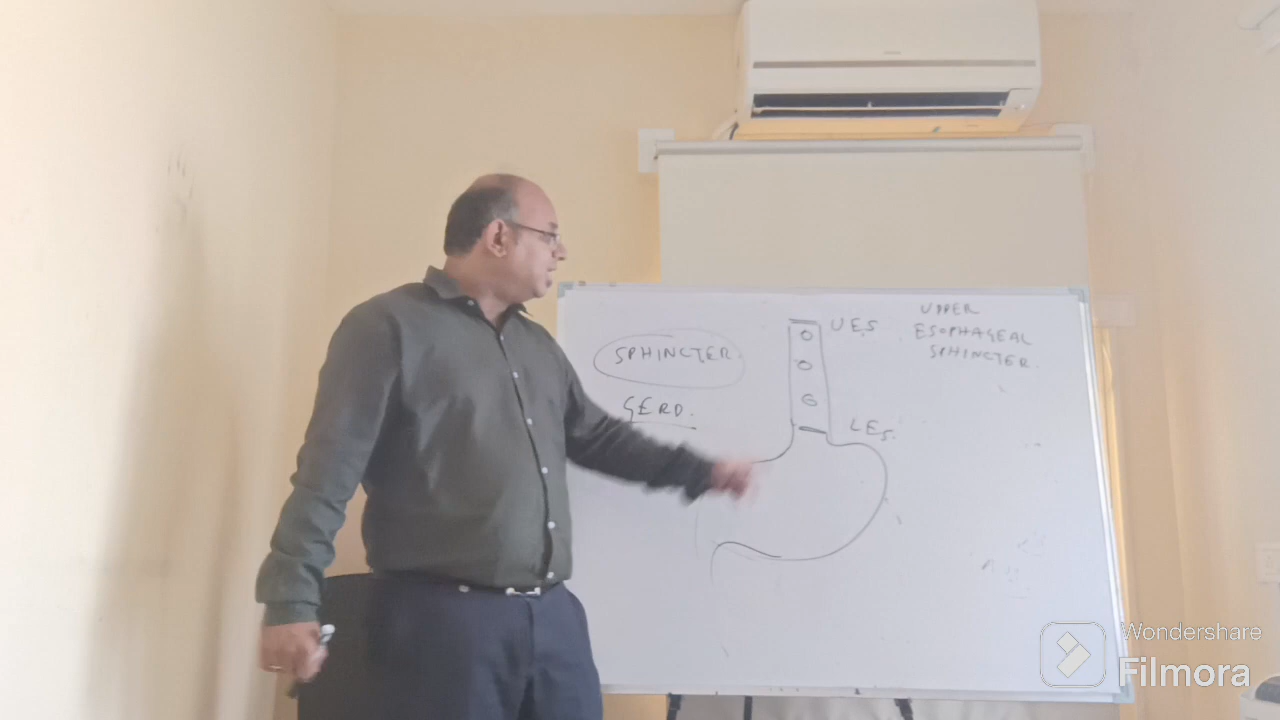 SPHINCTER
GERD.
UES
LES.
UPPER
ESOPHAGEAL
SPHINCTER.
Wondershare
Filmora